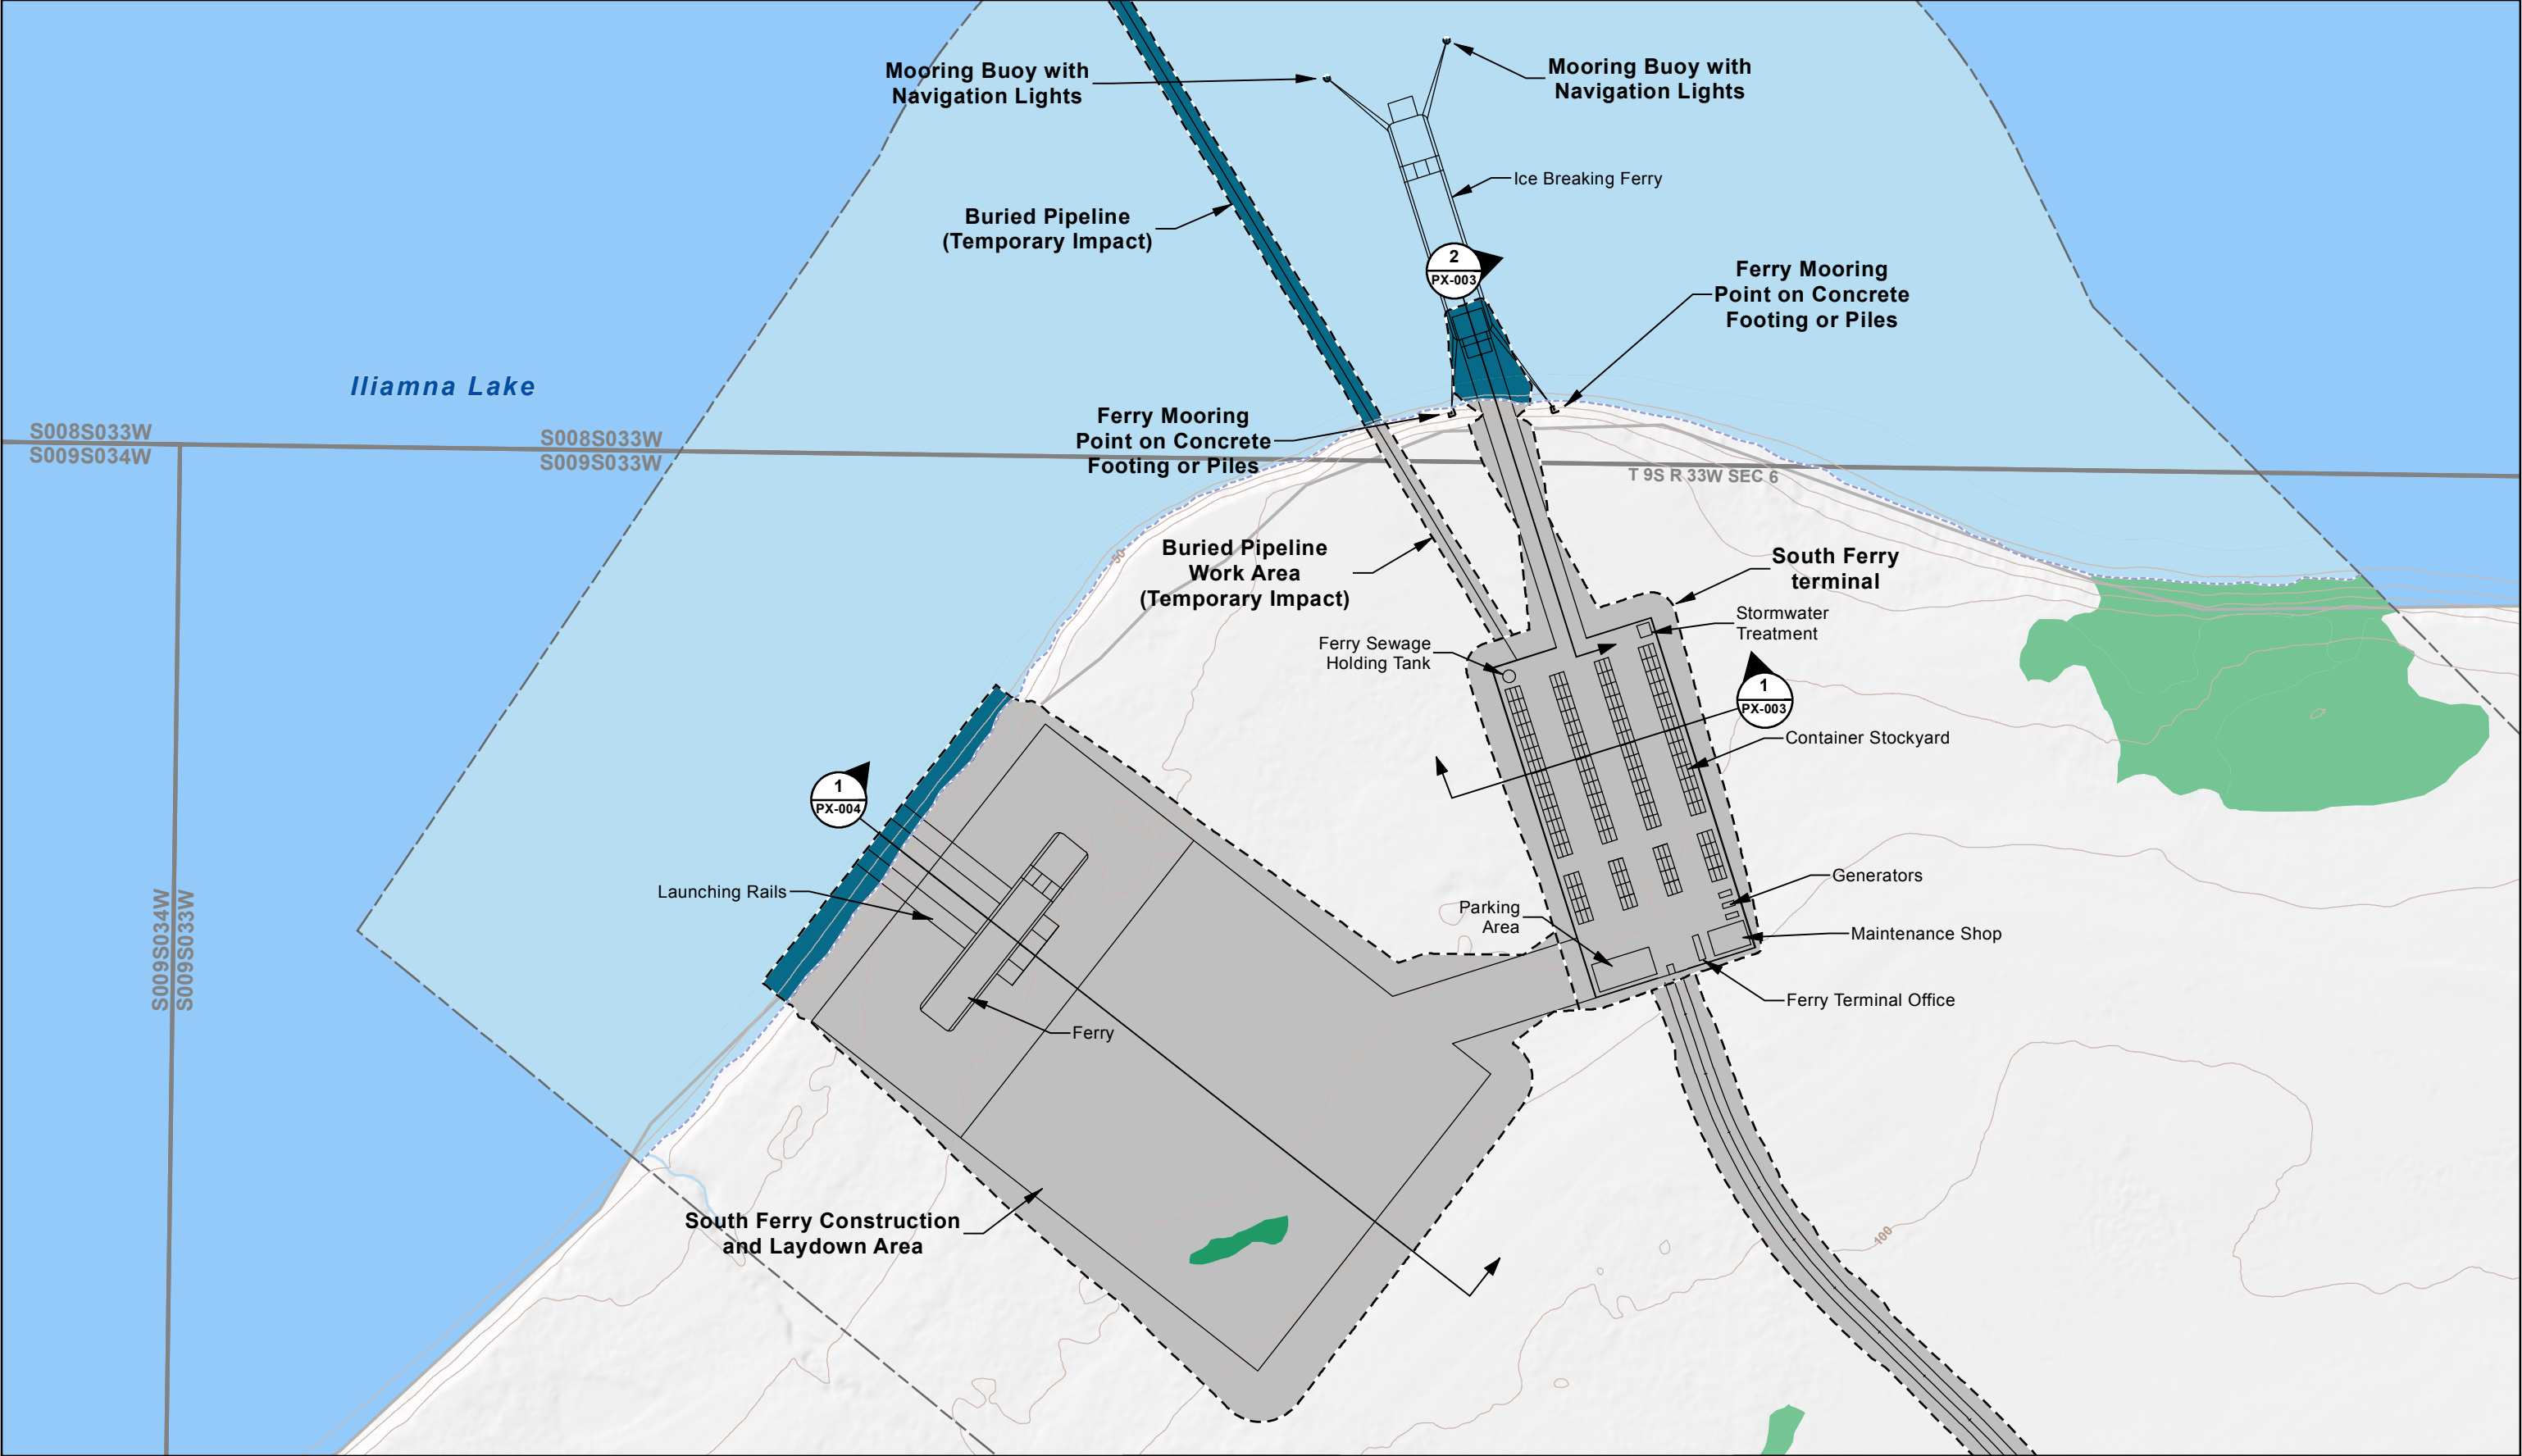 Mooring Buoy with
Navigation Lights
Mooring Buoy with
Navigation Lights
Ice Breaking Ferry
Buried Pipeline
(Temporary Impact)
2
PX-003
Ferry Mooring
Point on Concrete
Footing or Piles
Iliamna Lake
Ferry Mooring
Point on Concrete
Footing or Piles
S008S033W
S009S034W
S008S033W
S009S033W
T 9S R 33W SEC 6
50
Buried Pipeline
Work Area
(Temporary Impact)
South Ferry
terminal
Stormwater
Treatment
Ferry Sewage
Holding Tank
1
PX-003
Container Stockyard
1
PX-004
Launching Rails
Generators
Parking
Area
Maintenance Shop
S009S034W
S009S033W
Ferry Terminal Office
Ferry
South Ferry Construction
and Laydown Area
100